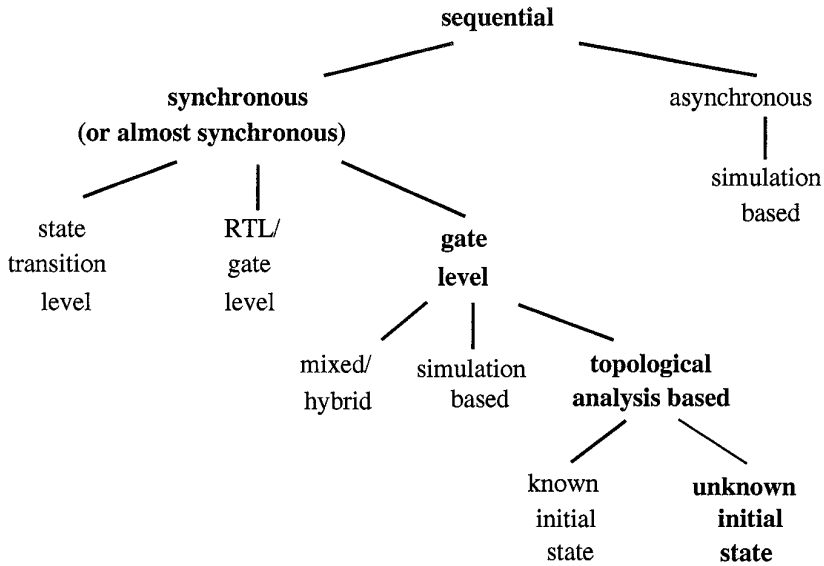 sequential
synchronous
(or almost synchronous)
asynchronous
simulation
based
state
transition
level
RTL/
gate
level
gate
level
mixed/
hybrid
simulation
based
topological
analysis based
known
initial
state
unknown
initial
state